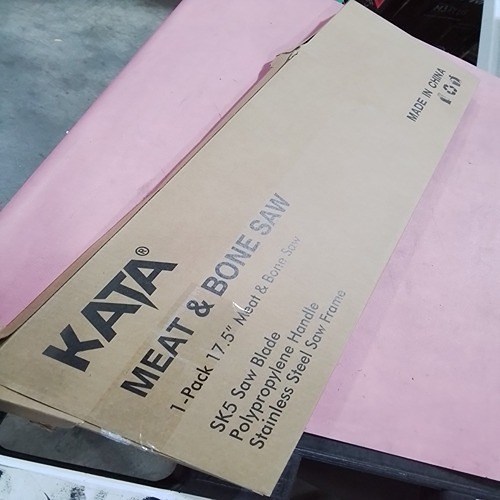 KATA®
MEAT & BONE SAW
1-Pack 17.5" Meat & Bone Saw
SK5 Saw Blade
Polypropylene Handle
Stainless Steel Saw Frame
MADE IN CHINA